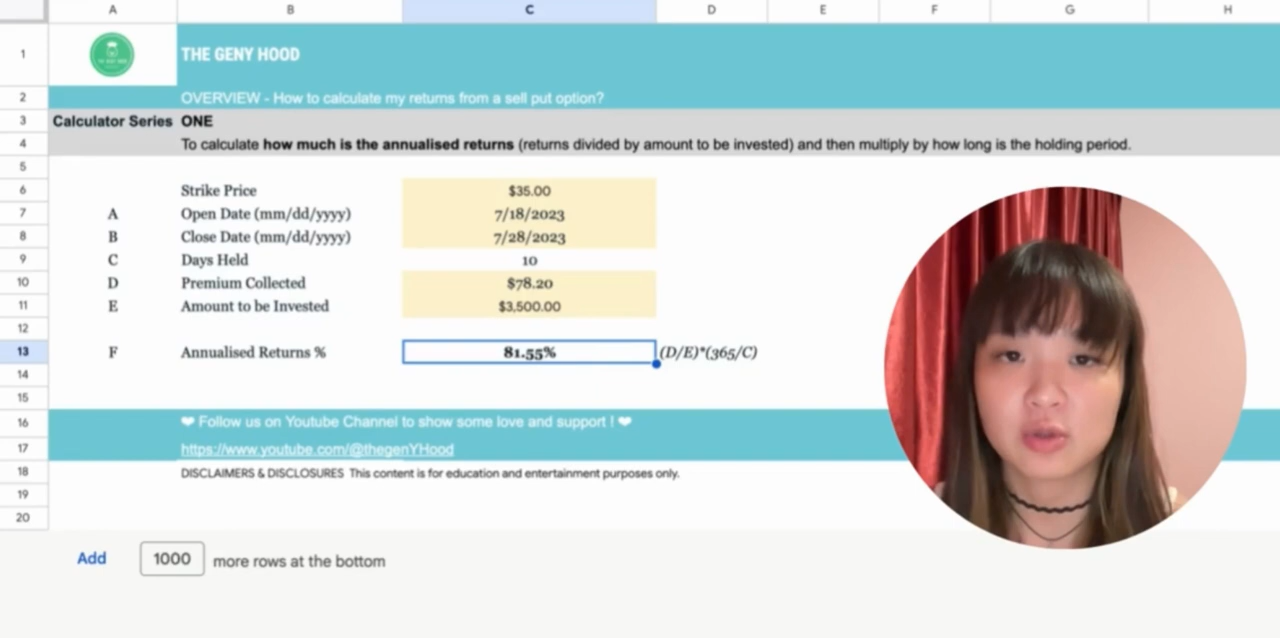 A B C D E F G H
1 THE GENY HOOD
2 OVERVIEW - How to calculate my returns from a sell put option?
3 Calculator Series ONE
4 To calculate how much is the annualised returns (returns divided by amount to be invested) and then multiply by how long is the holding period.
5
6 Strike Price $35.00
7 A Open Date (mm/dd/yyyy) 7/18/2023
8 B Close Date (mm/dd/yyyy) 7/28/2023
9 C Days Held 10
10 D Premium Collected $78.20
11 E Amount to be Invested $3,500.00
12
13 F Annualised Returns % 81.55% (D/E)*(365/C)
14
15
16 ❤ Follow us on Youtube Channel to show some love and support ! ❤
17 https://www.youtube.com/@thegenYHood
18 DISCLAIMERS & DISCLOSURES This content is for education and entertainment purposes only.
19
20
Add 1000 more rows at the bottom